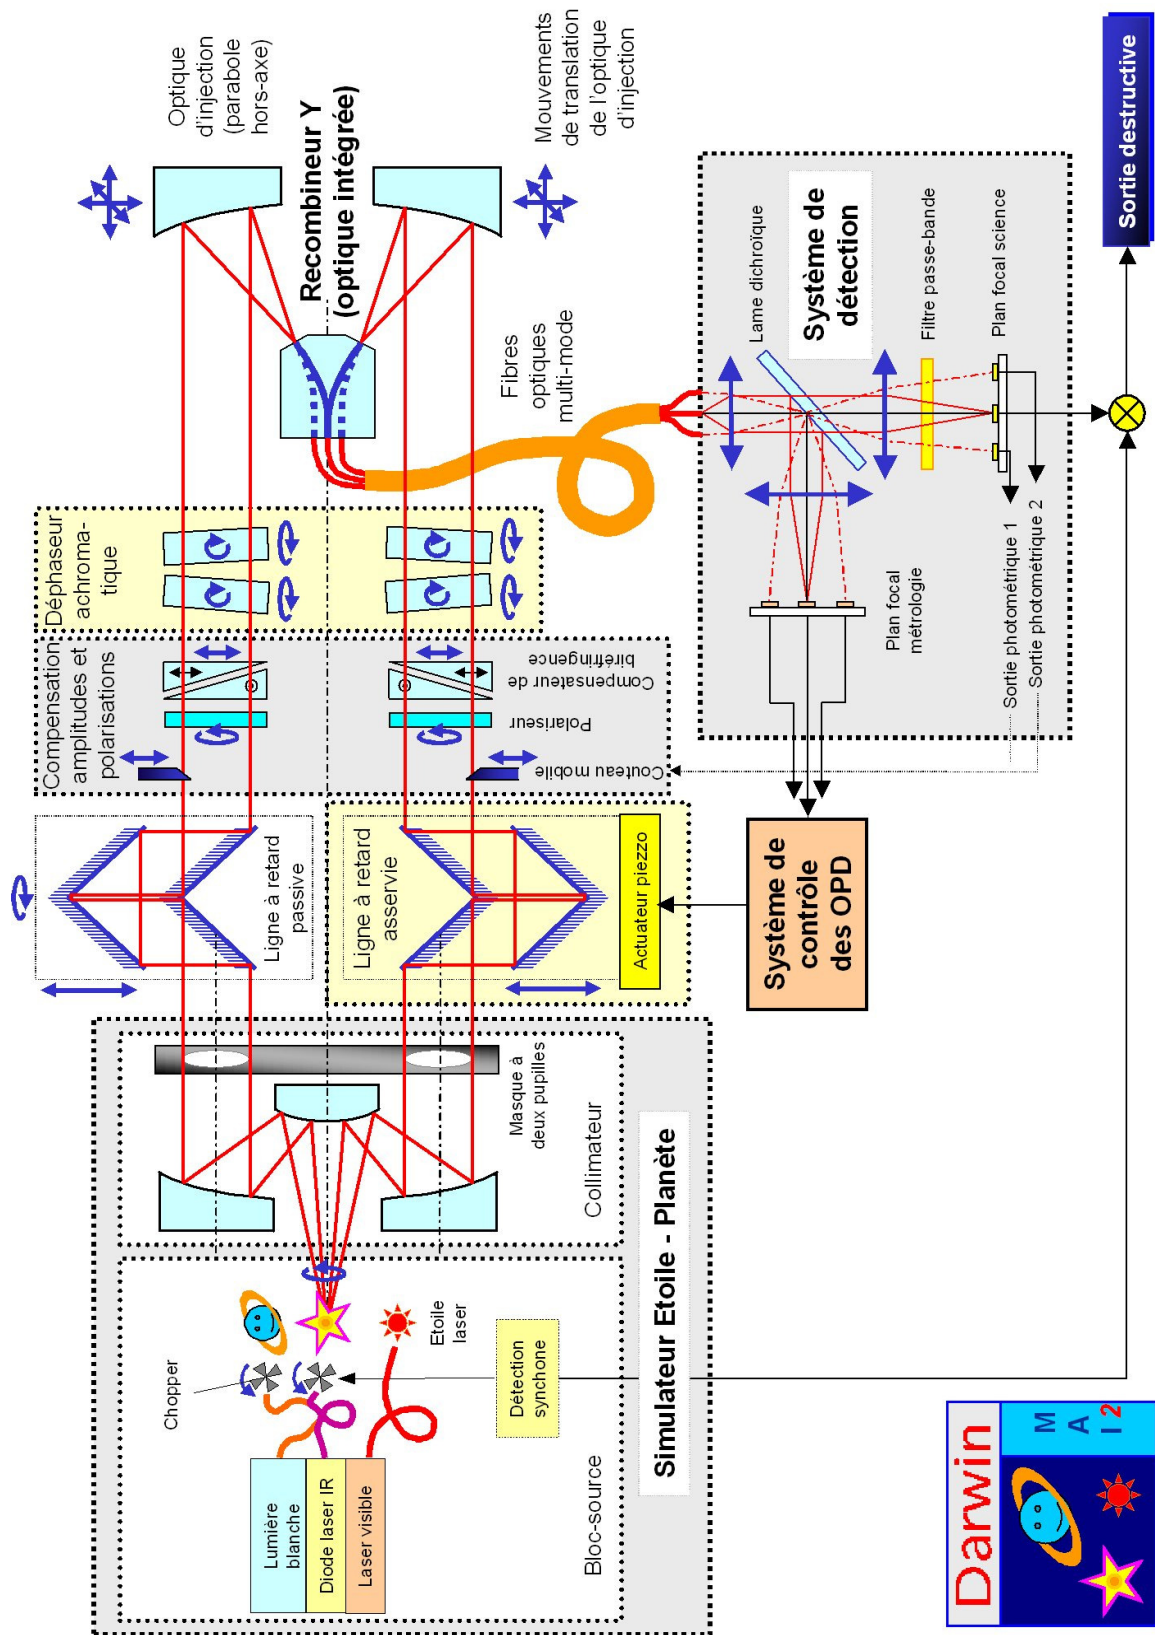 Optique
d'injection
(parabole
hors-axe)
Recombineur Y
(optique intégrée)
Mouvements
de translation
de l'optique
d'injection
Fibres
optiques
multi-mode
Déphaseur
achroma-
tique
Compensation
amplitudes et
polarisations
Compensateur de
biréfringence
Polariseur
Couteau mobile
Ligne à retard
passive
Ligne à retard
asservie
Actuateur piezzo
Système de
contrôle
des OPD
Lame dichroïque
Système de
détection
Filtre passe-bande
Plan focal science
Plan focal
métrologie
Sortie photométrique 1
Sortie photométrique 2
Sortie destructive
Masque à
deux pupilles
Collimateur
Simulateur Etoile - Planète
Chopper
Etoile
laser
Détection
synchone
Lumière
blanche
Diode laser IR
Laser visible
Bloc-source
Darwin
M
A
I2